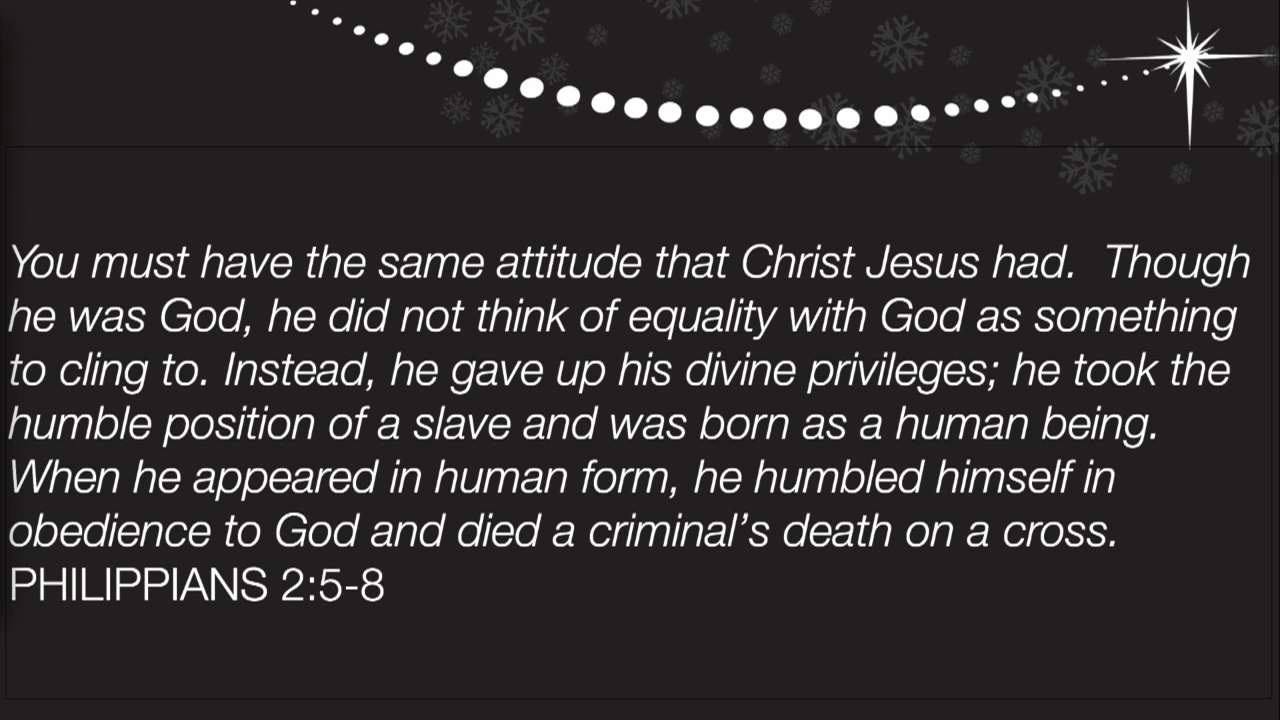 You must have the same attitude that Christ Jesus had.  Though
he was God, he did not think of equality with God as something
to cling to. Instead, he gave up his divine privileges; he took the
humble position of a slave and was born as a human being.
When he appeared in human form, he humbled himself in
obedience to God and died a criminal’s death on a cross.
PHILIPPIANS 2:5-8